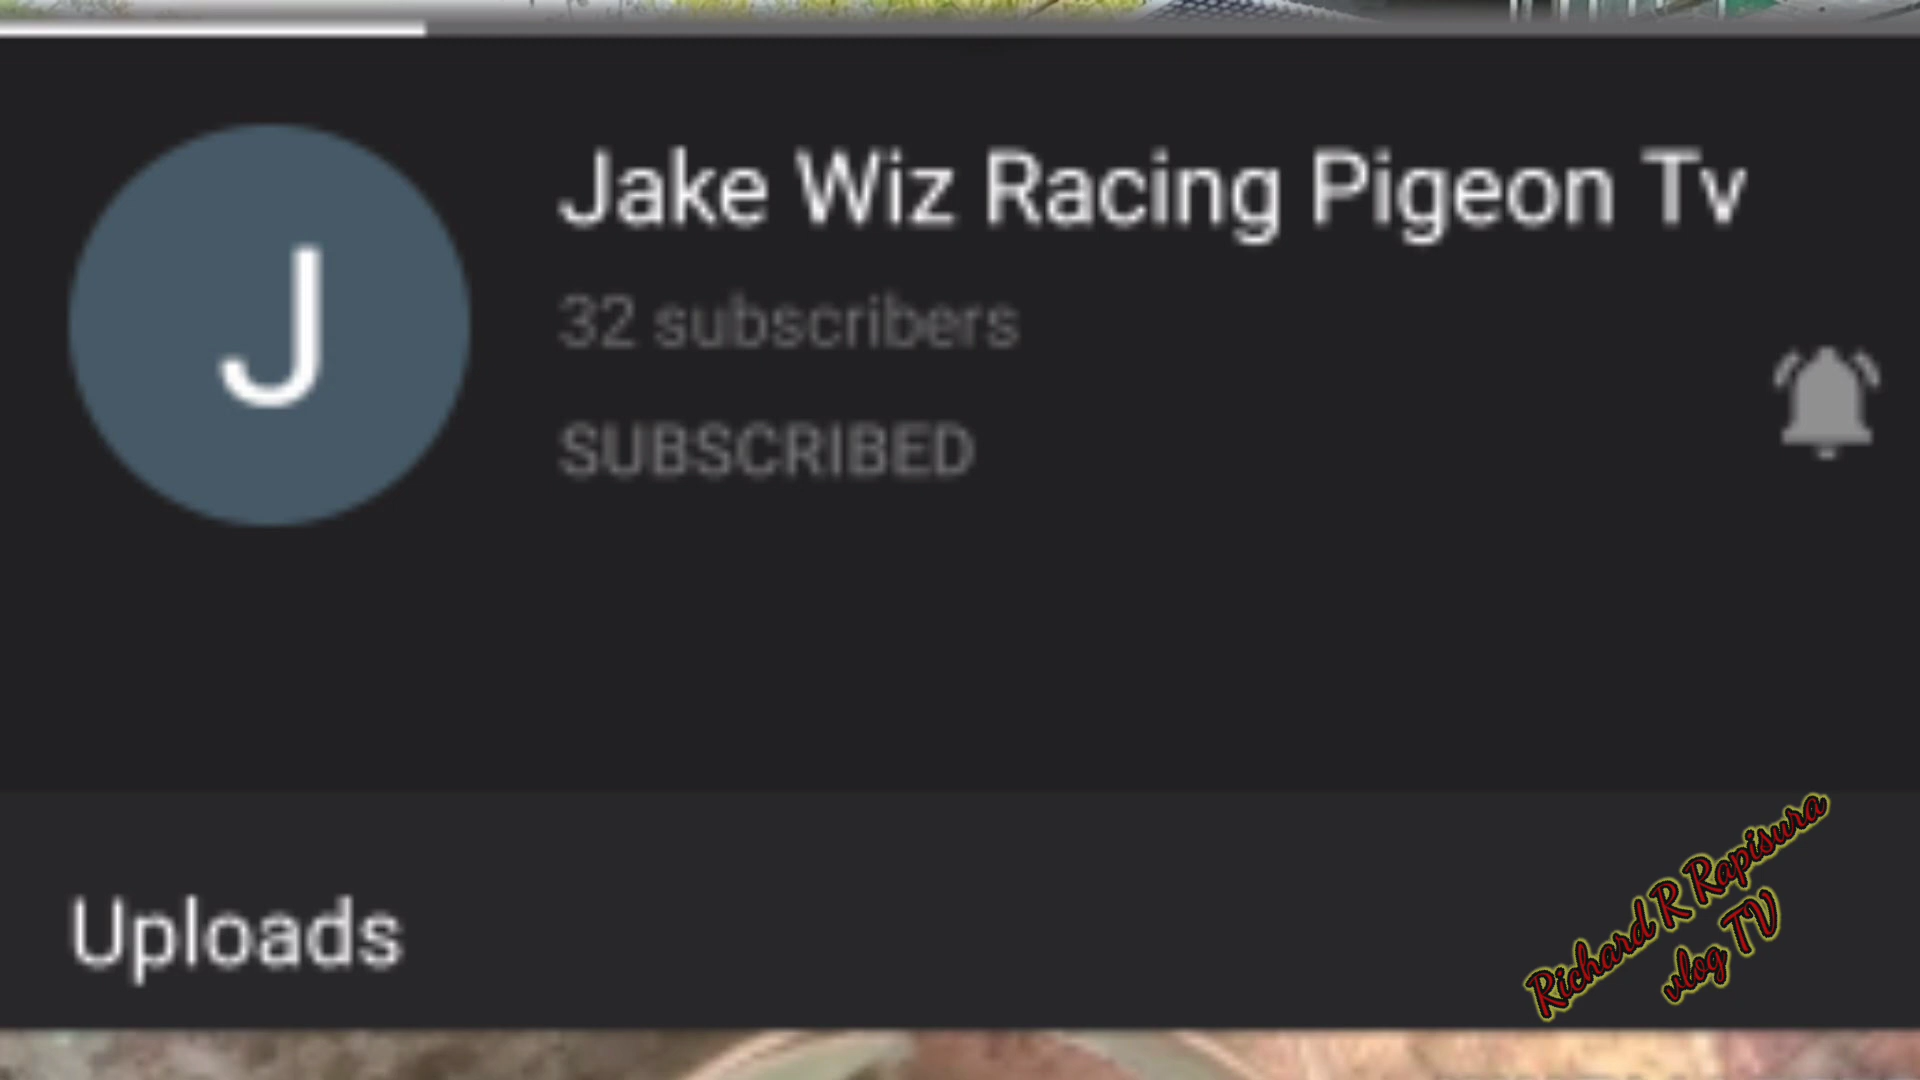 J
Jake Wiz Racing Pigeon Tv
32 subscribers
SUBSCRIBED
Uploads
Richard R Rapisura
vlog TV